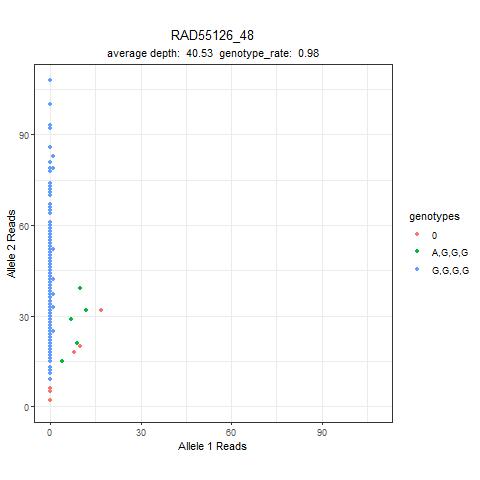 RAD55126_48
average depth: 40.53 genotype_rate: 0.98
Allele 2 Reads
90
60
30
0
0 30 60 90
Allele 1 Reads
genotypes
0
A,G,G,G
G,G,G,G